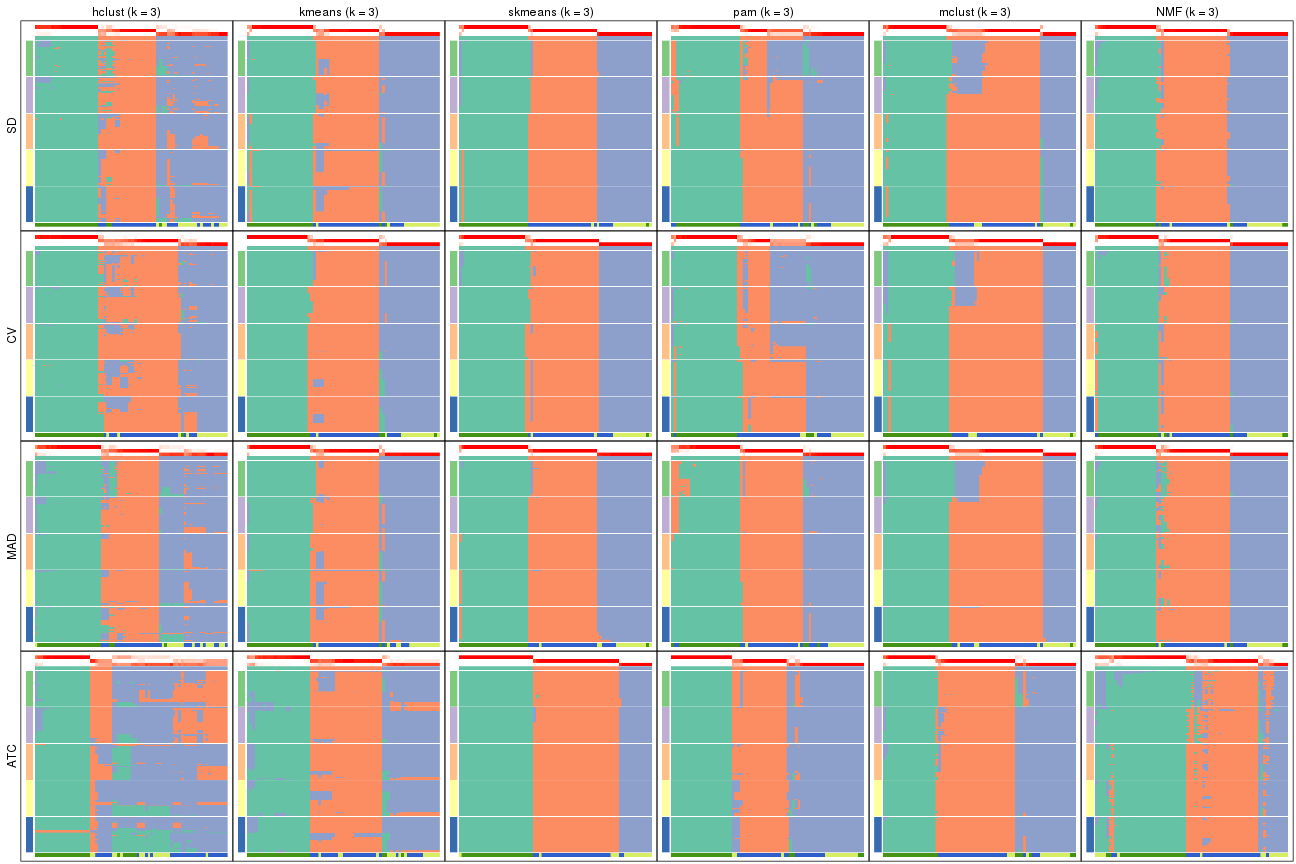 hclust (k = 3)
kmeans (k = 3)
skmeans (k = 3)
pam (k = 3)
mclust (k = 3)
NMF (k = 3)
SD
CV
MAD
ATC